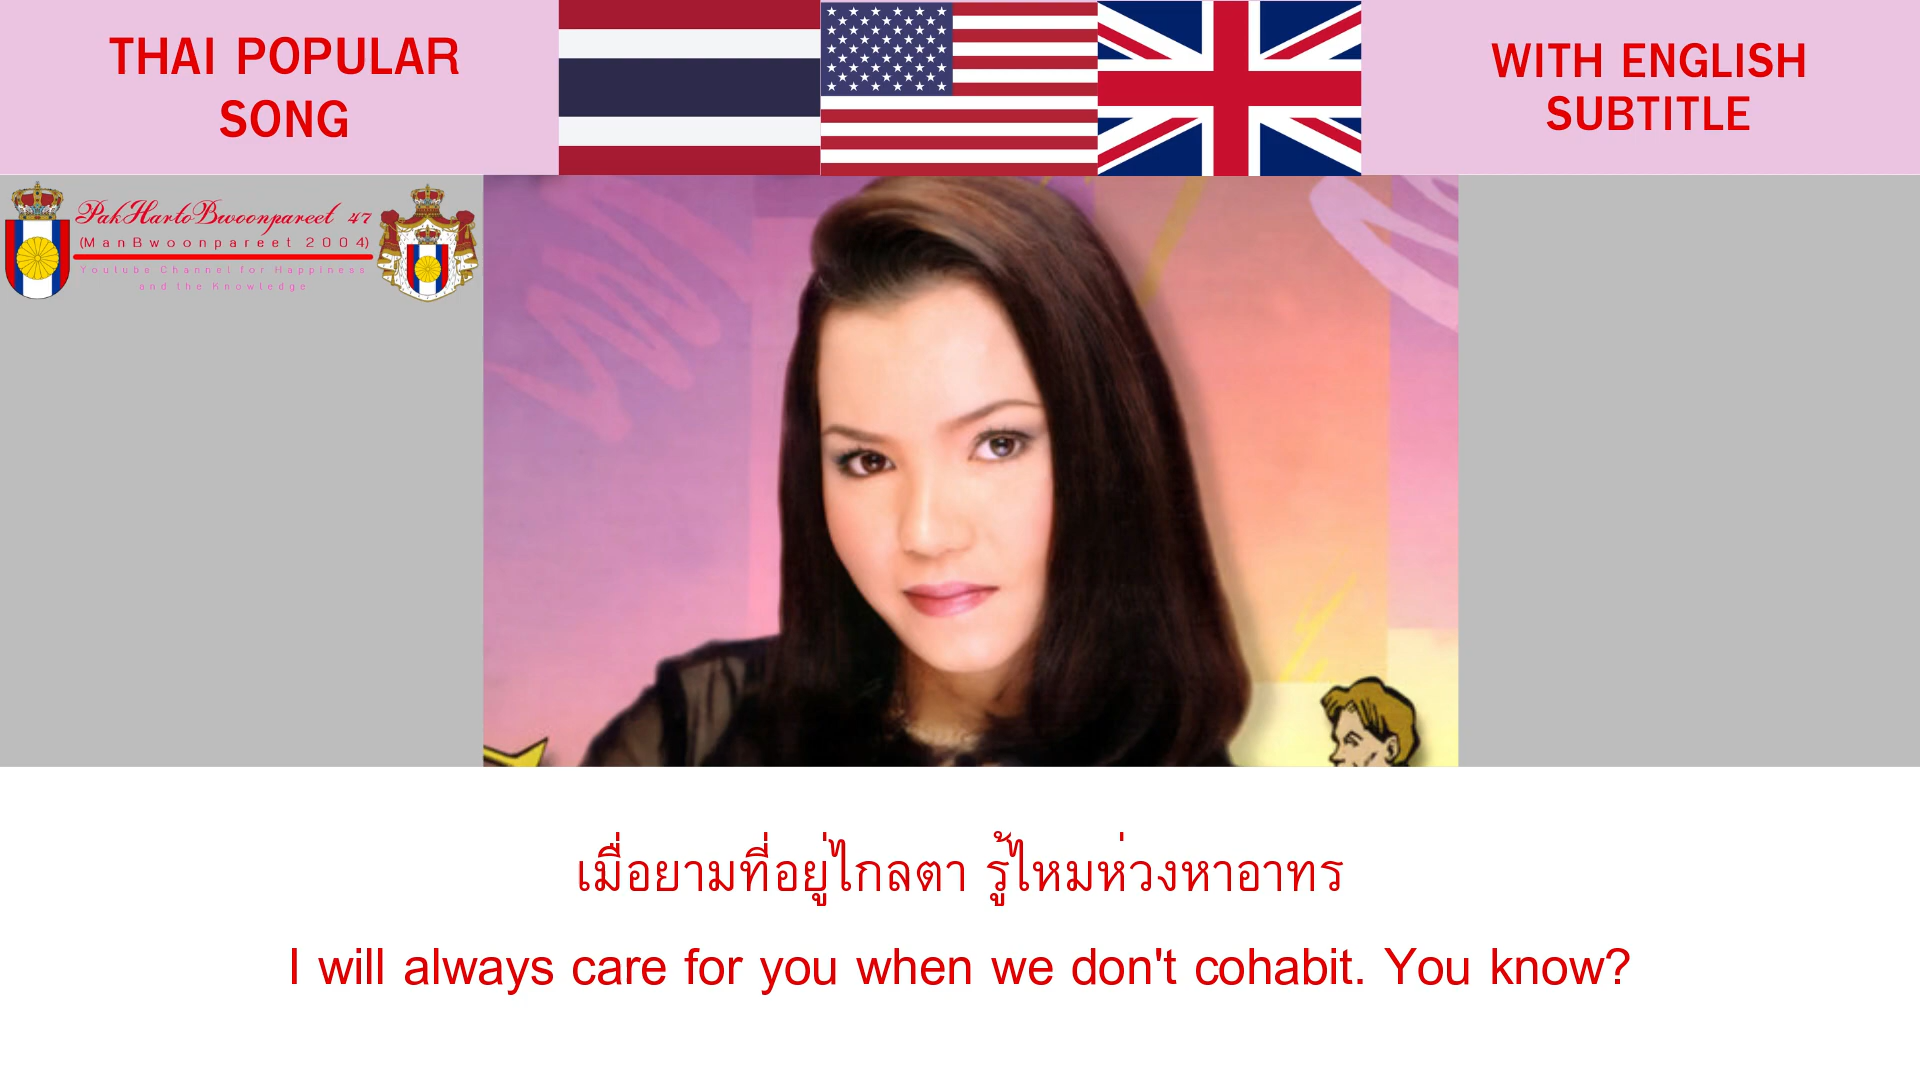 THAI POPULAR
SONG
WITH ENGLISH
SUBTITLE
PakHartoBwoonpareet 47
(ManBwoonpareet 2004)
Youtube Channel for Happiness
and the Knowledge
เมื่อยามที่อยู่ไกลตา รู้ไหมห่วงหาอาทร
I will always care for you when we don't cohabit. You know?